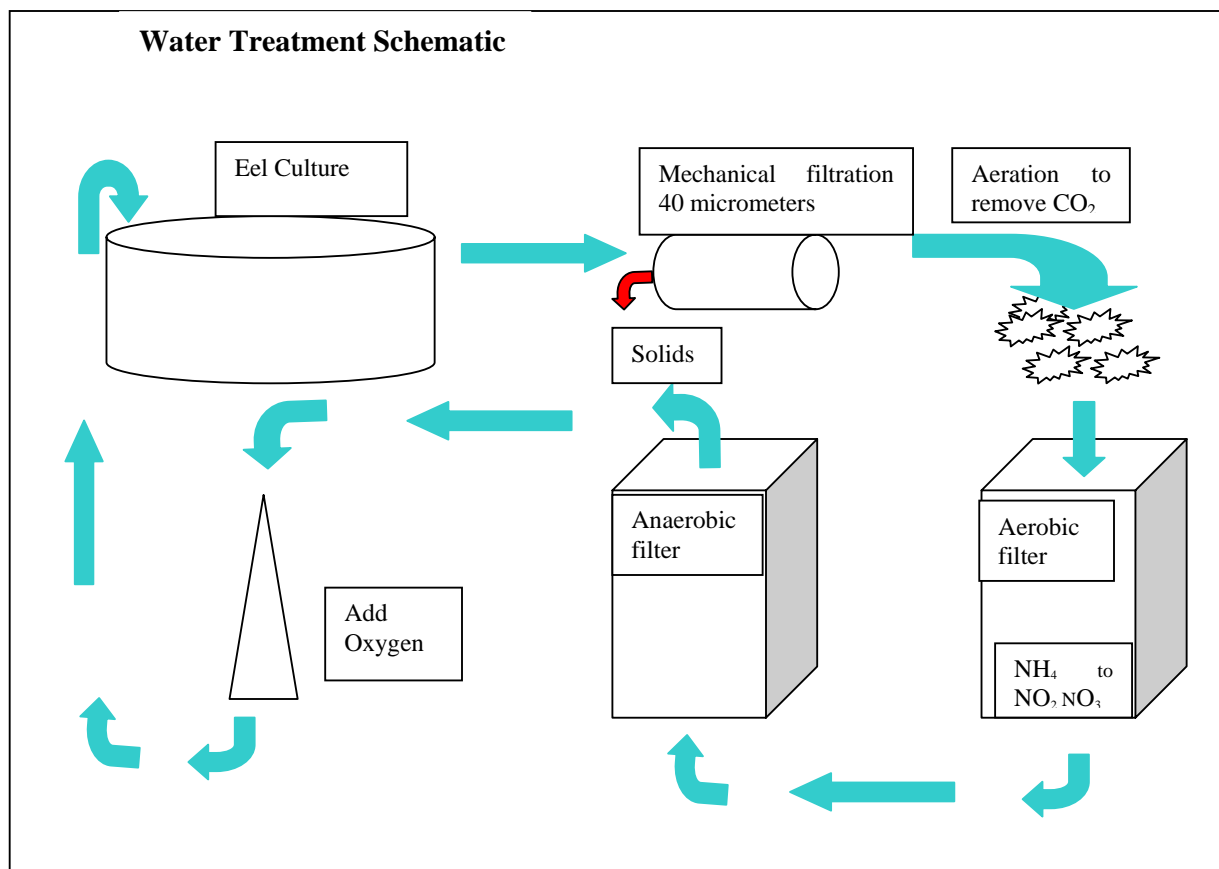 Water Treatment Schematic
Eel Culture
Mechanical filtration
40 micrometers
Aeration to
remove CO₂
Solids
Anaerobic
filter
Aerobic
filter
Add
Oxygen
NH₄ to
NO₂ NO₃